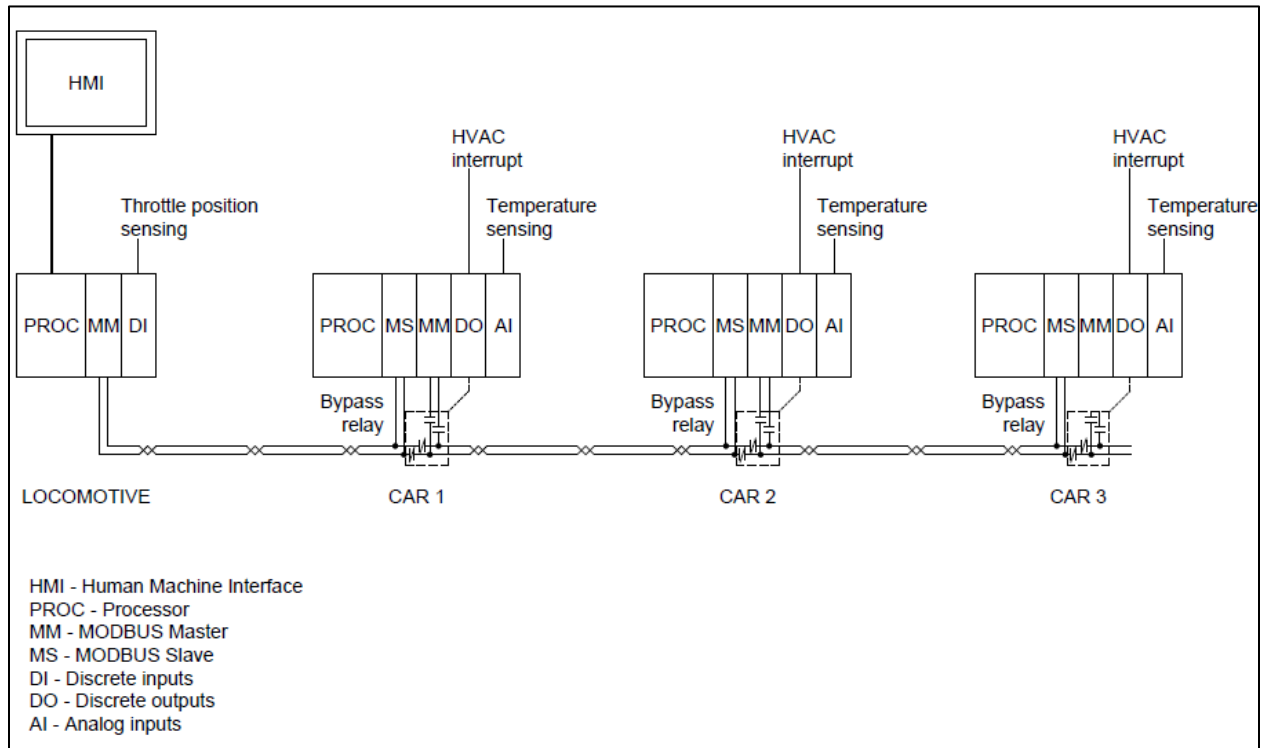 HMI
Throttle position
sensing
HVAC
interrupt
Temperature
sensing
HVAC
interrupt
Temperature
sensing
HVAC
interrupt
Temperature
sensing
PROC MM DI
PROC MS MM DO AI
PROC MS MM DO AI
PROC MS MM DO AI
Bypass
relay
Bypass
relay
Bypass
relay
LOCOMOTIVE
CAR 1
CAR 2
CAR 3
HMI - Human Machine Interface
PROC - Processor
MM - MODBUS Master
MS - MODBUS Slave
DI - Discrete inputs
DO - Discrete outputs
AI - Analog inputs